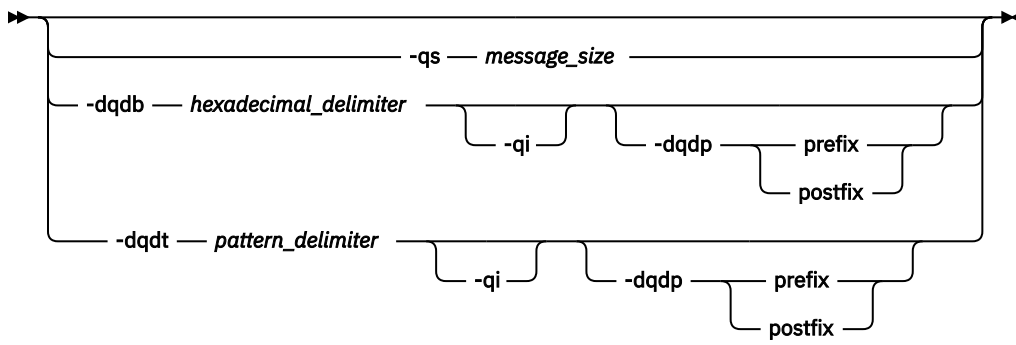 -qs message_size
-dqdb hexadecimal_delimiter
-qi -dqdp prefix
postfix
-dqdt pattern_delimiter
-qi -dqdp prefix
postfix